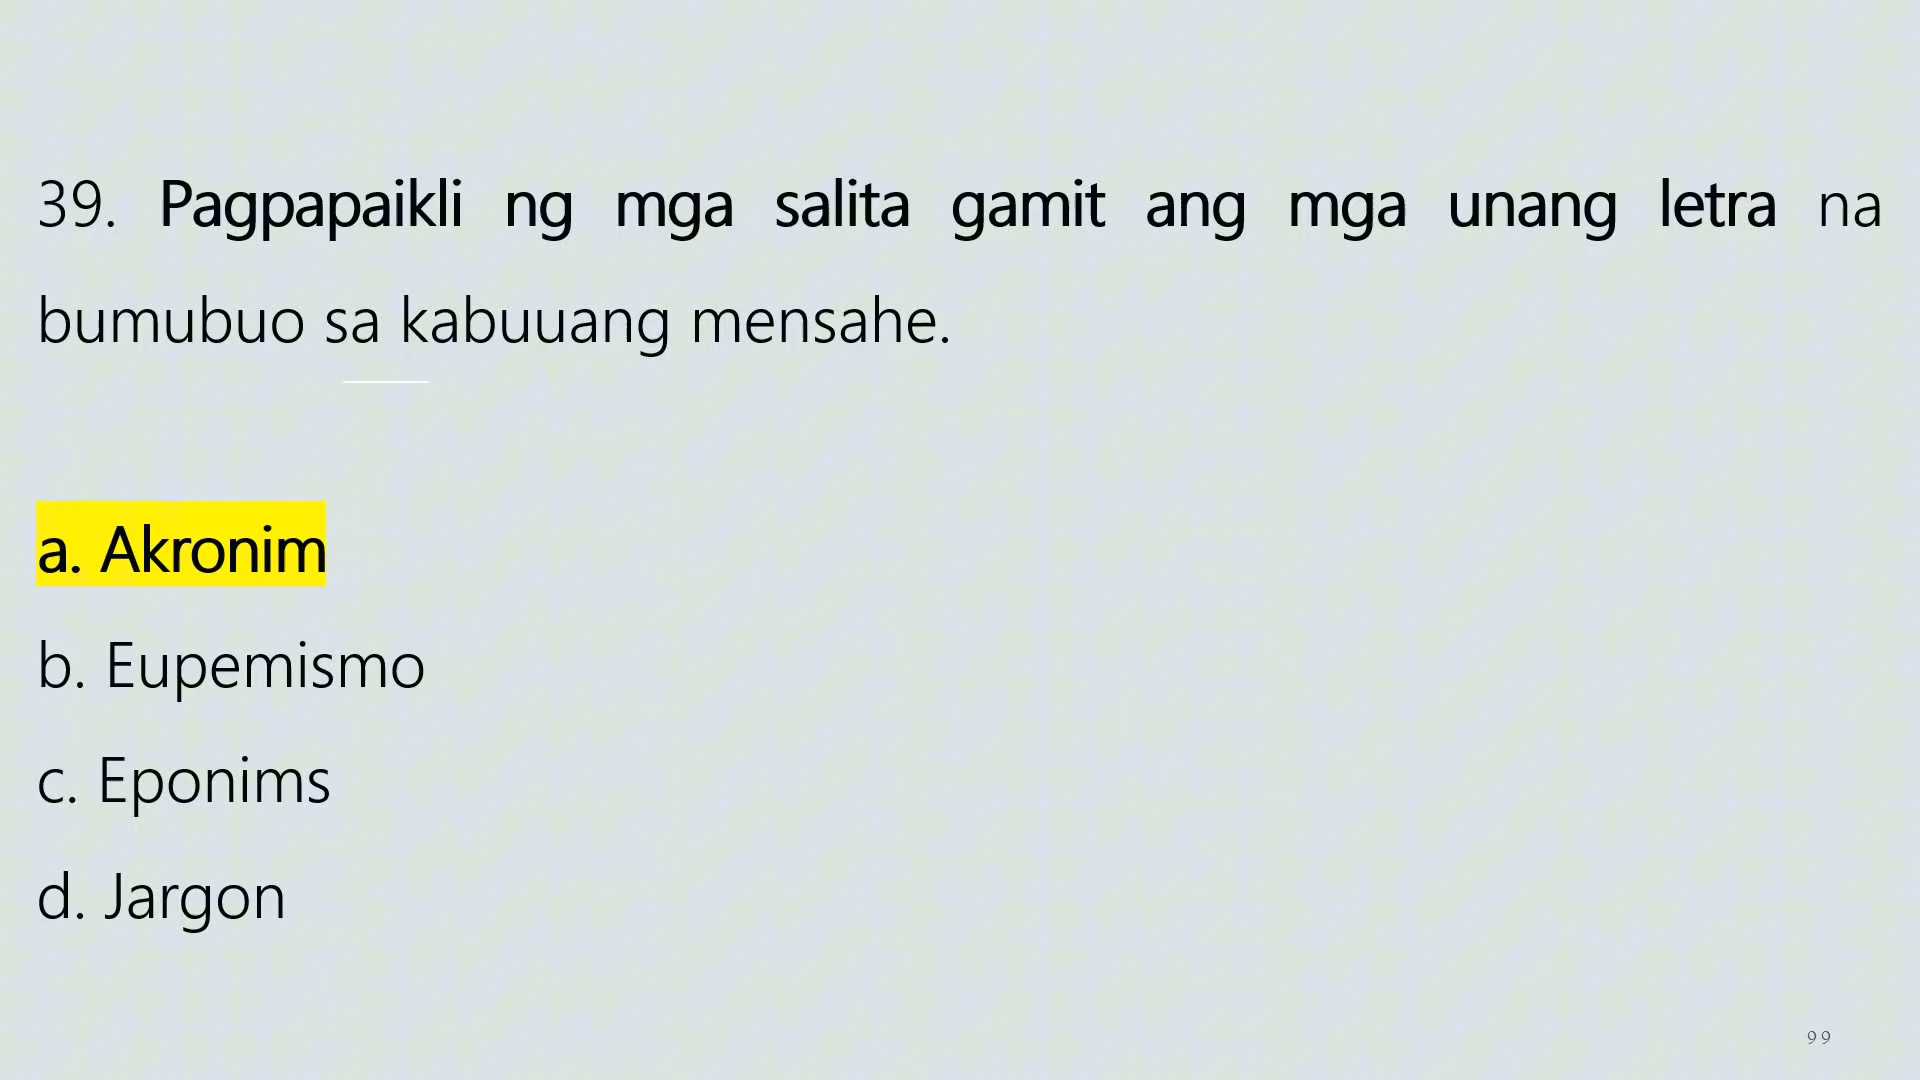 39. Pagpapaikli ng mga salita gamit ang mga unang letra na
bumubuo sa kabuuang mensahe.
a. Akronim
b. Eupemismo
c. Eponims
d. Jargon
99